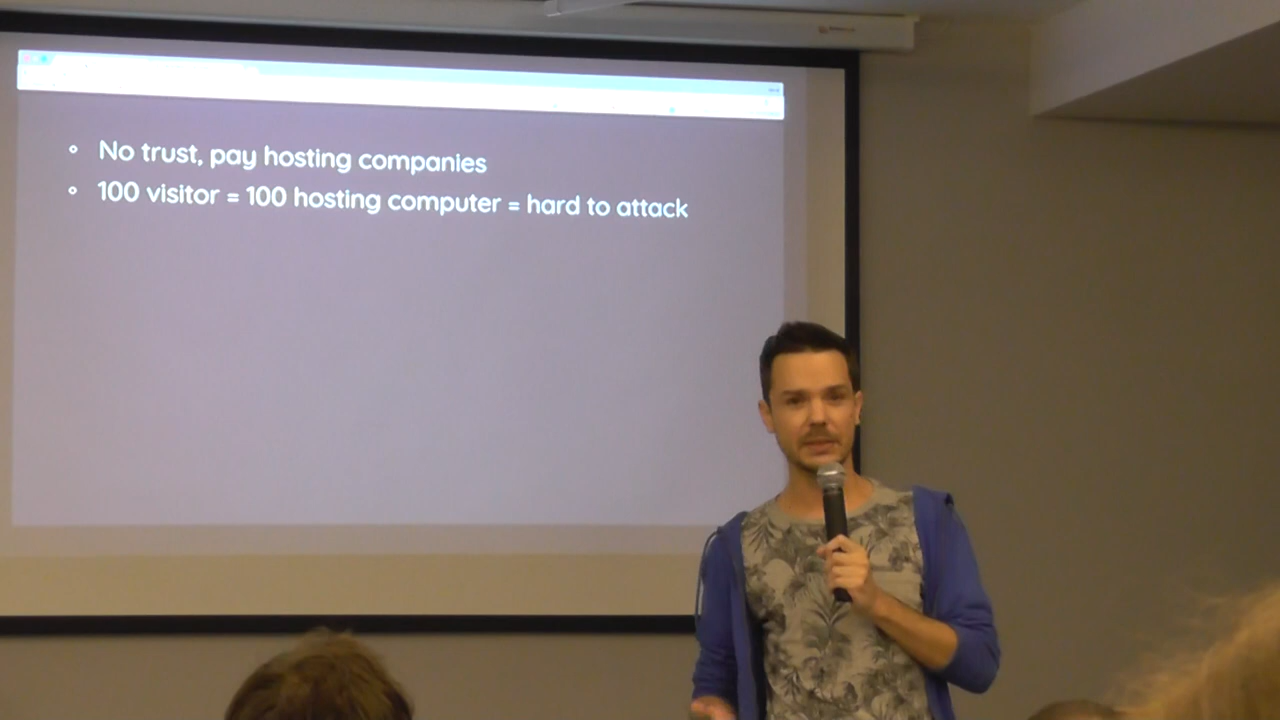 No trust, pay hosting companies
100 visitor = 100 hosting computer = hard to attack